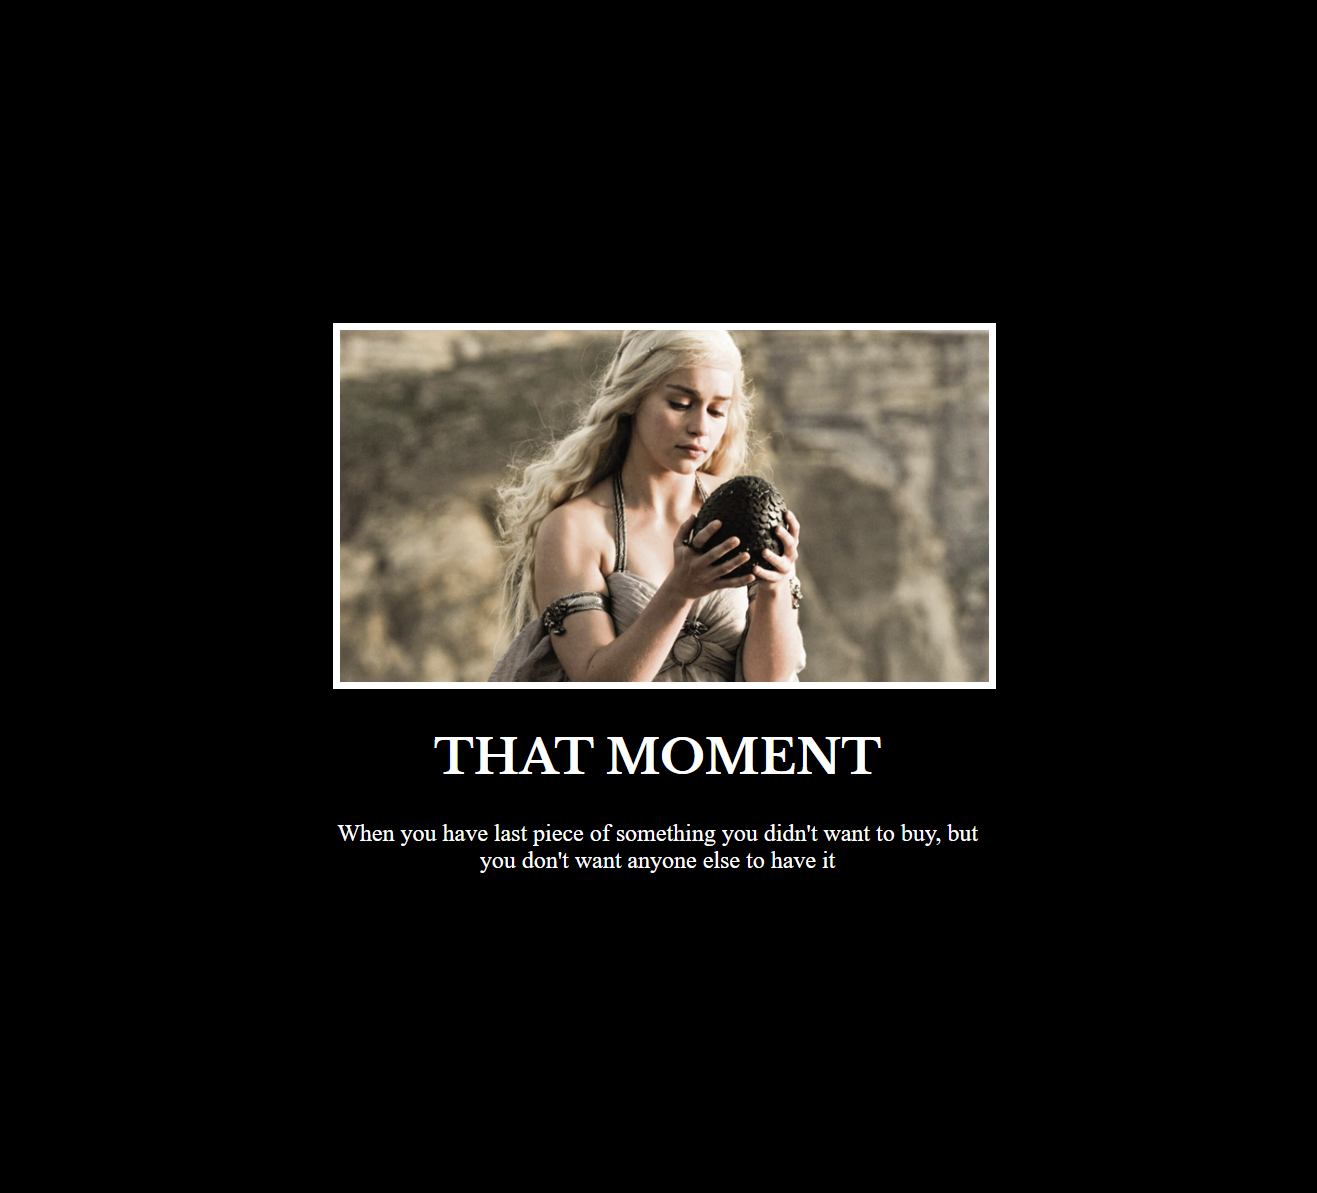 THAT MOMENT
When you have last piece of something you didn't want to buy, but
you don't want anyone else to have it